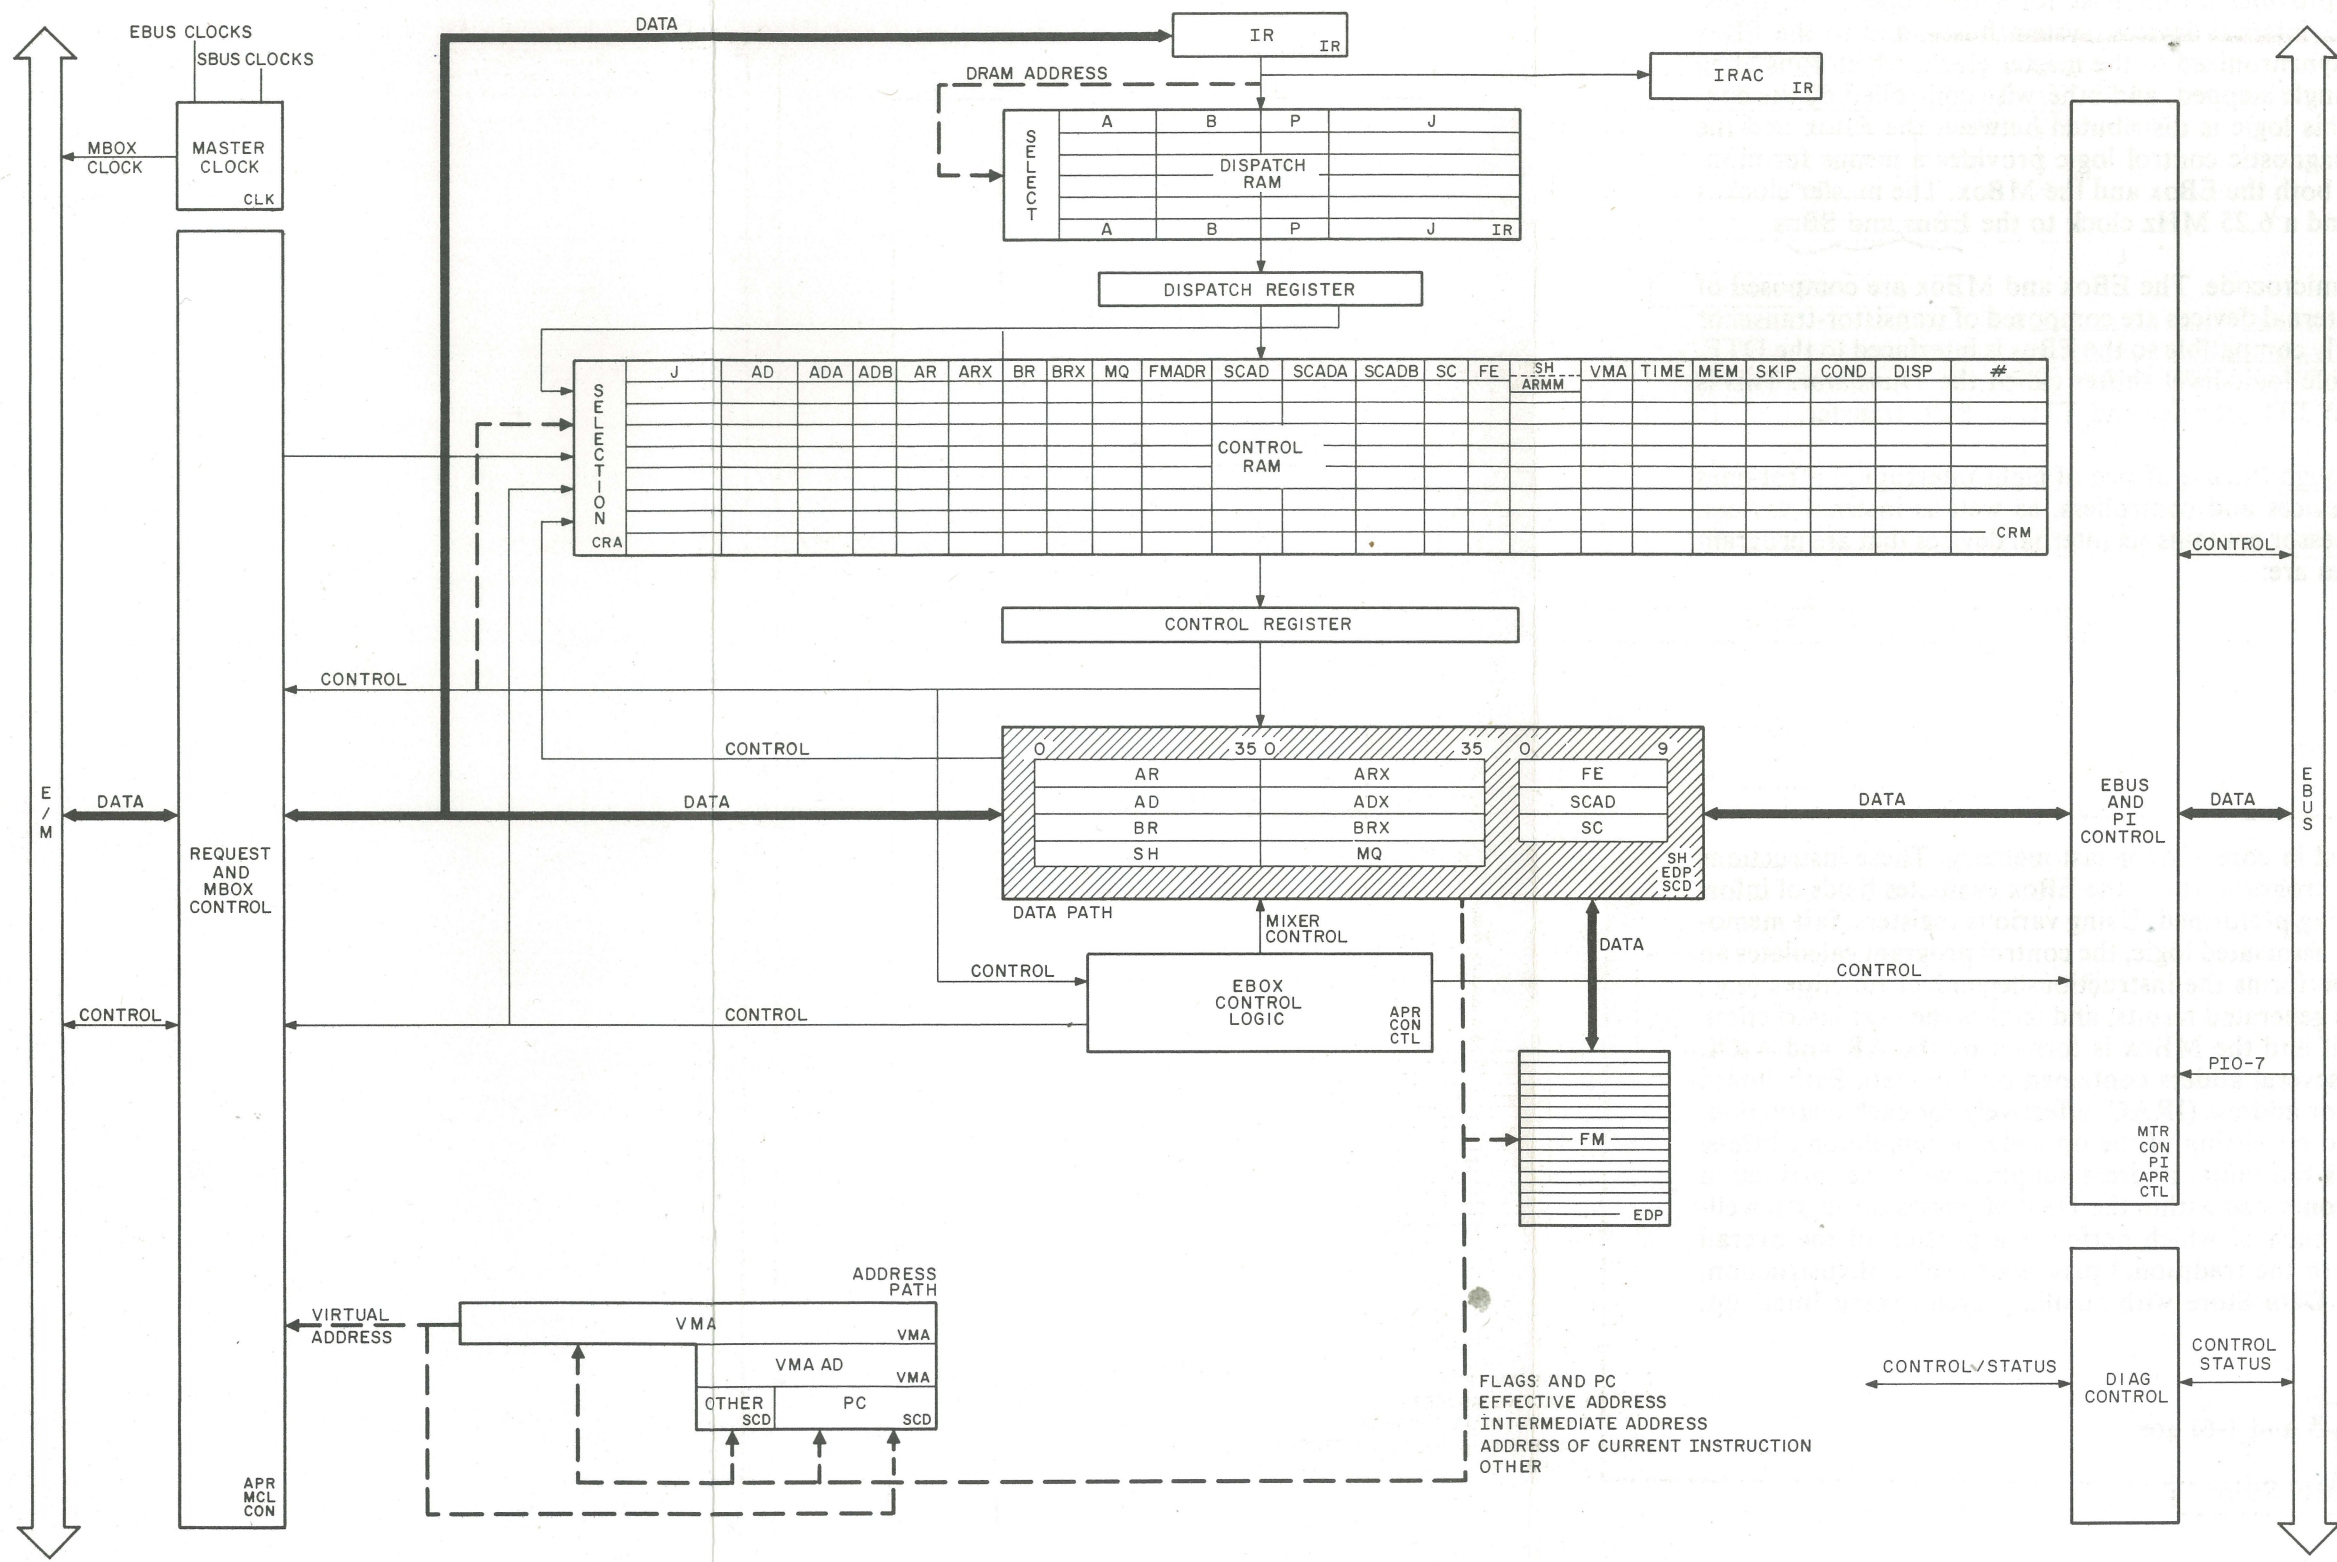 EBUS CLOCKS
SBUS CLOCKS
MBOX
CLOCK
MASTER
CLOCK
CLK
DATA
IR
IR
DRAM ADDRESS
IRAC
IR
SELECT
A B P J
DISPATCH
RAM
A B P J IR
DISPATCH REGISTER
SELECTION
CRA
J AD ADA ADB AR ARX BR BRX MQ FMADR SCAD SCADA SCADB SC FE SH ARMM VMA TIME MEM SKIP COND DISP #
CONTROL
RAM
CRM
CONTROL REGISTER
CONTROL
CONTROL
CONTROL
E/M
DATA
REQUEST
AND
MBOX
CONTROL
DATA
0 35 0 35 0 9
AR ARX FE
AD ADX SCAD
BR BRX SC
SH MQ
SH
EDP
SCD
DATA PATH
DATA
EBUS
AND
PI
CONTROL
DATA
EBUS
MIXER
CONTROL
DATA
CONTROL
EBOX
CONTROL
LOGIC
APR
CON
CTL
CONTROL
CONTROL
CONTROL
PIO-7
FM
EDP
MTR
CON
PI
APR
CTL
ADDRESS
PATH
VIRTUAL
ADDRESS
VMA
VMA
VMA AD
VMA
OTHER
SCD
PC
SCD
FLAGS AND PC
EFFECTIVE ADDRESS
INTERMEDIATE ADDRESS
ADDRESS OF CURRENT INSTRUCTION
OTHER
CONTROL/STATUS
DIAG
CONTROL
CONTROL
STATUS
APR
MCL
CON